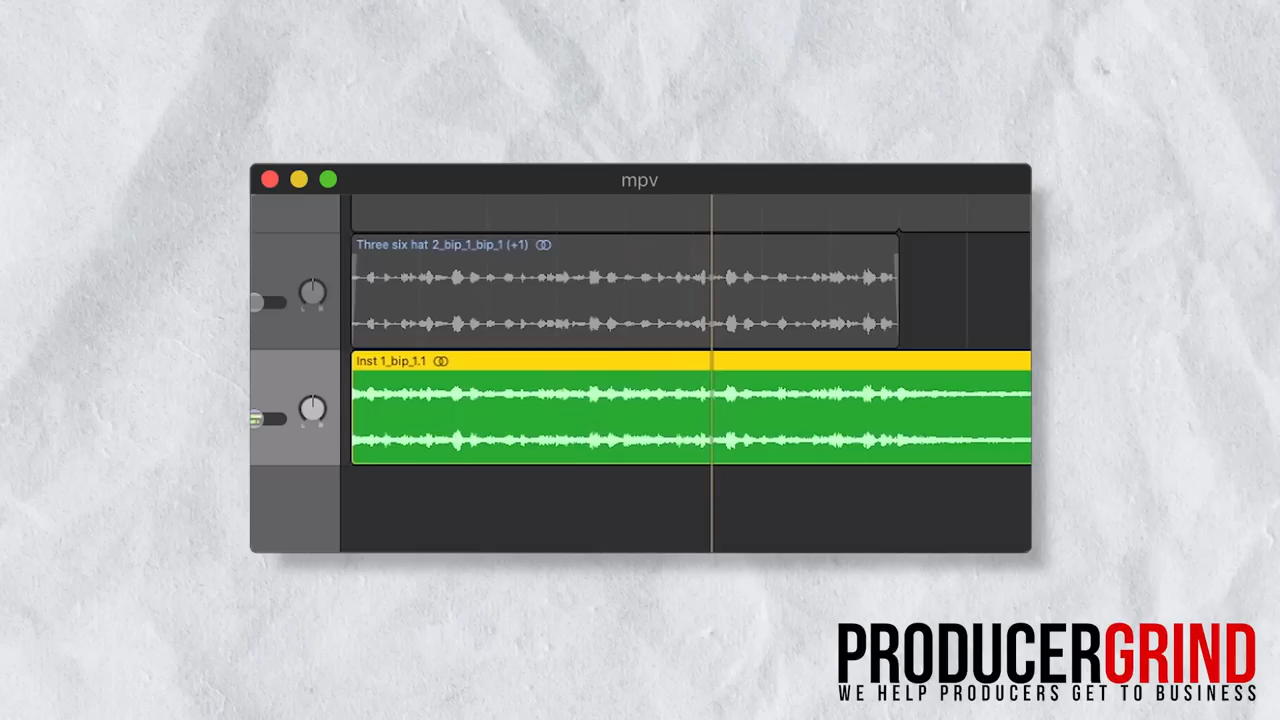 mpv
Three six hat 2_bip_1_bip_1 (+1)
Inst 1_bip_1.1
PRODUCERGRIND
WE HELP PRODUCERS GET TO BUSINESS